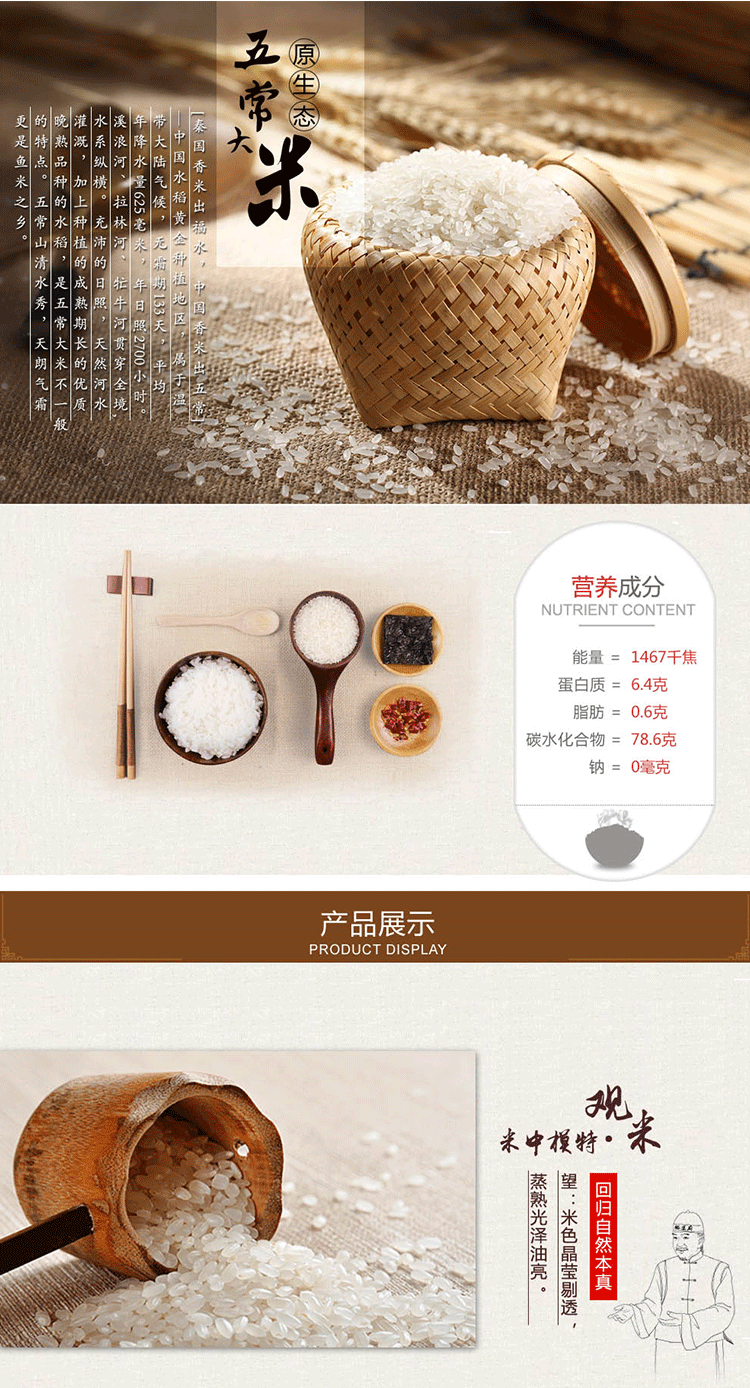 原生态
五常大米
[泰国香米出福水，中国香米出五常]
—中国水稻黄金种植地区，属于温
带大陆气候，无霜期133天，平均
年降水量625毫米，年日照2700小时。
溪浪河、拉林河、牤牛河贯穿全境，
水系纵横。充沛的日照，天然河水
灌溉，加上种植的成熟期长的优质
晚熟品种的水稻，是五常大米不一般
的特点。五常山清水秀，天朗气霜
更是鱼米之乡。
营养成分
NUTRIENT CONTENT
能量 = 1467千焦
蛋白质 = 6.4克
脂肪 = 0.6克
碳水化合物 = 78.6克
钠 = 0毫克
产品展示
PRODUCT DISPLAY
观米
米中模特·
回归自然本真
望：米色晶莹剔透，
蒸熟光泽油亮。